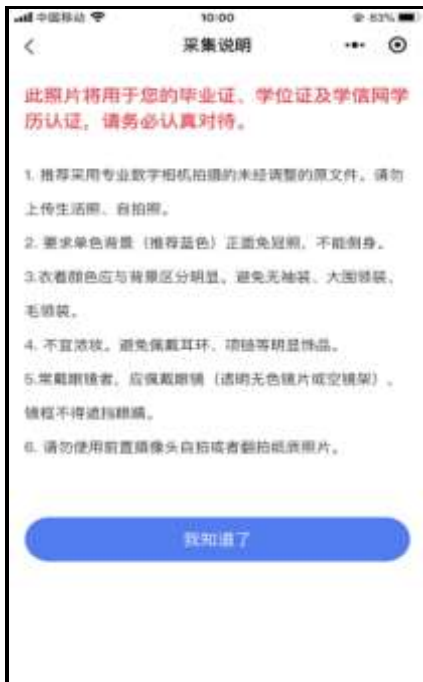 中国移动 10:00 83%
采集说明
此照片将用于您的毕业证、学位证及学信网学
历认证，请务必认真对待。
1. 推荐采用专业数字相机拍摄的未经调整的原文件。请勿
上传生活照、自拍照。
2. 要求单色背景（推荐蓝色）正面免冠照，不能侧身。
3.衣着颜色应与背景区分明显。避免无袖装、大围领装、
毛领装。
4. 不宜浓妆。避免佩戴耳环、项链等明显饰品。
5.常戴眼镜者，应佩戴眼镜（透明无色镜片或空镜架）、
镜框不得遮挡眼睛。
6. 请勿使用前置摄像头自拍或者翻拍纸质照片。
我知道了